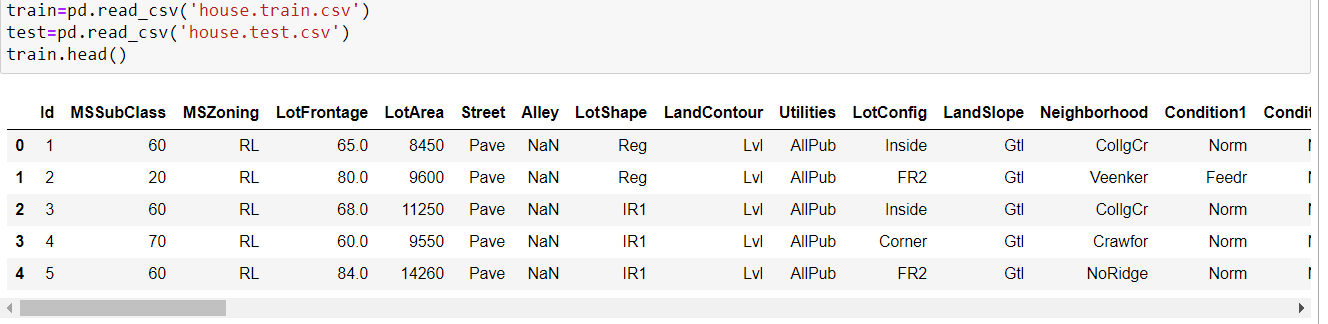 train=pd.read_csv('house.train.csv')
test=pd.read_csv('house.test.csv')
train.head()
Id MSSubClass MSZoning LotFrontage LotArea Street Alley LotShape LandContour Utilities LotConfig LandSlope Neighborhood Condition1
0 1 60 RL 65.0 8450 Pave NaN Reg Lvl AllPub Inside Gtl CollgCr Norm
1 2 20 RL 80.0 9600 Pave NaN Reg Lvl AllPub FR2 Gtl Veenker Feedr
2 3 60 RL 68.0 11250 Pave NaN IR1 Lvl AllPub Inside Gtl CollgCr Norm
3 4 70 RL 60.0 9550 Pave NaN IR1 Lvl AllPub Corner Gtl Crawfor Norm
4 5 60 RL 84.0 14260 Pave NaN IR1 Lvl AllPub FR2 Gtl NoRidge Norm